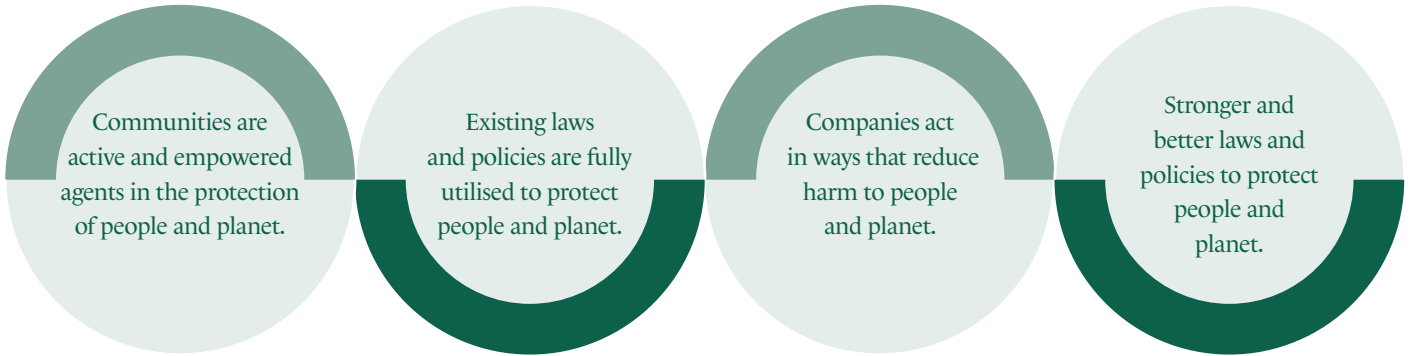 Communities are
active and empowered
agents in the protection
of people and planet.
Existing laws
and policies are fully
utilised to protect
people and planet.
Companies act
in ways that reduce
harm to people
and planet.
Stronger and
better laws and
policies to protect
people and
planet.